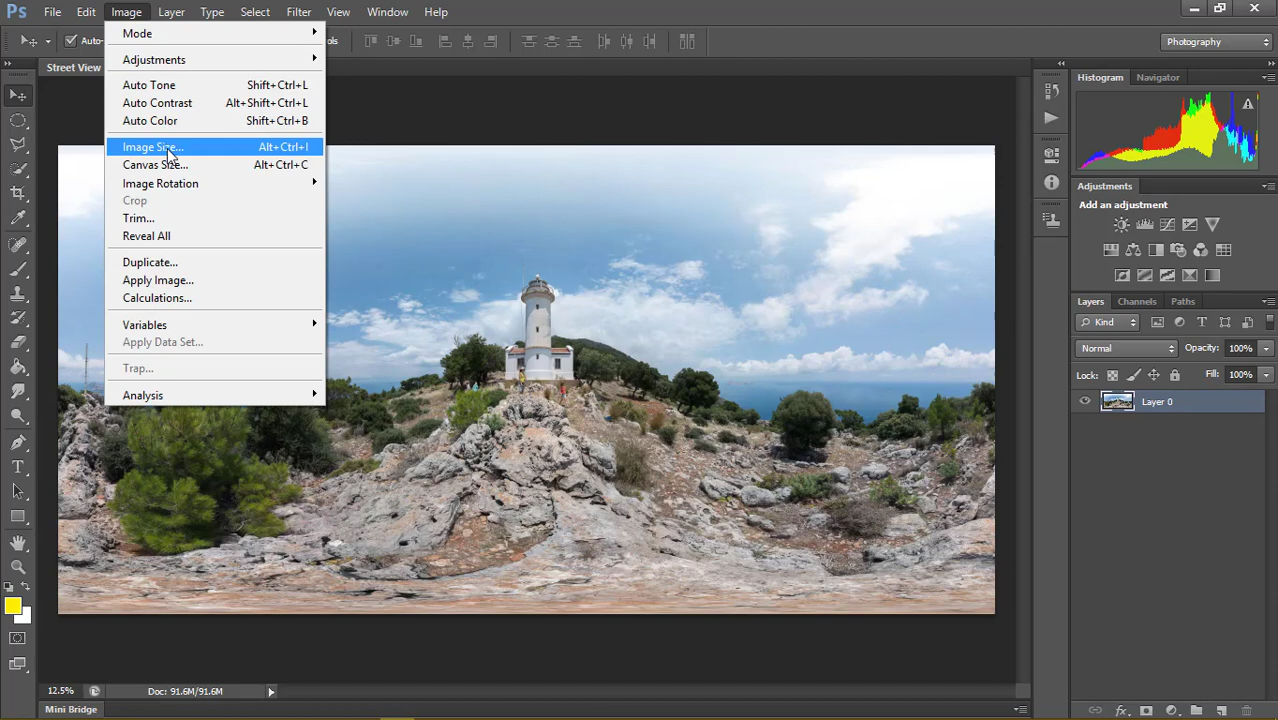 Ps File Edit Image Layer Type Select Filter View Window Help
Auto-
ols
Photography
Street View
Mode
Adjustments
Auto Tone Shift+Ctrl+L
Auto Contrast Alt+Shift+Ctrl+L
Auto Color Shift+Ctrl+B
Image Size... Alt+Ctrl+I
Canvas Size... Alt+Ctrl+C
Image Rotation
Crop
Trim...
Reveal All
Duplicate...
Apply Image...
Calculations...
Variables
Apply Data Set...
Trap...
Analysis
Histogram Navigator
Adjustments
Add an adjustment
Layers Channels Paths
Kind
Normal Opacity: 100%
Lock: Fill: 100%
Layer 0
12.5% Doc: 91.6M/91.6M
Mini Bridge